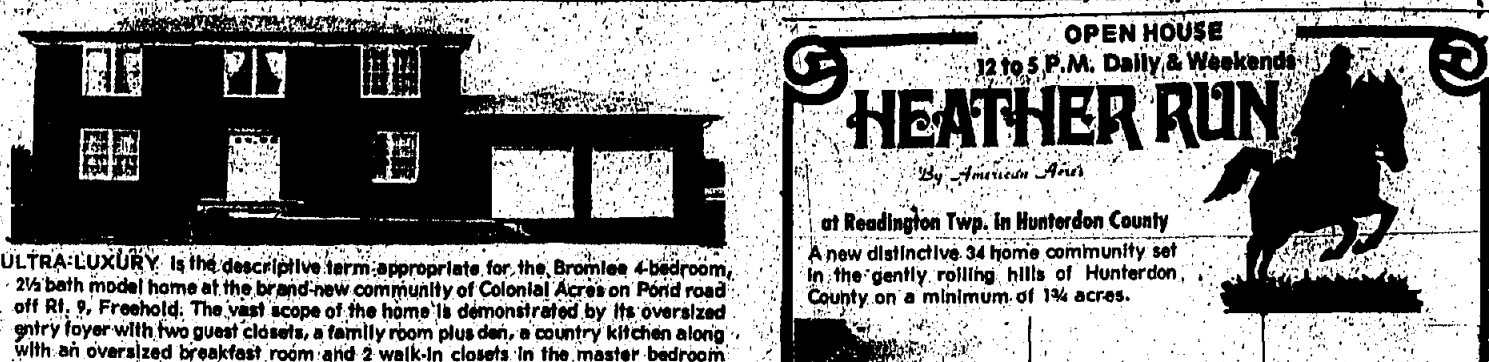 ULTRA-LUXURY is the descriptive term appropriate for the Bromlee 4-bedroom,
2½ bath model home at the brand-new community of Colonial Acres on Pond road
off Rt. 9, Freehold. The vast scope of the home is demonstrated by its oversized
entry foyer with two guest closets, a family room plus den, a country kitchen along
with an oversized breakfast room and 2 walk-in closets in the master bedroom
OPEN HOUSE
12 to 5 P.M. Daily & Weekends
HEATHER RUN
By American Acres
at Readington Twp. in Hunterdon County
A new distinctive 34 home community set
in the gently rolling hills of Hunterdon
County on a minimum of 1¾ acres.